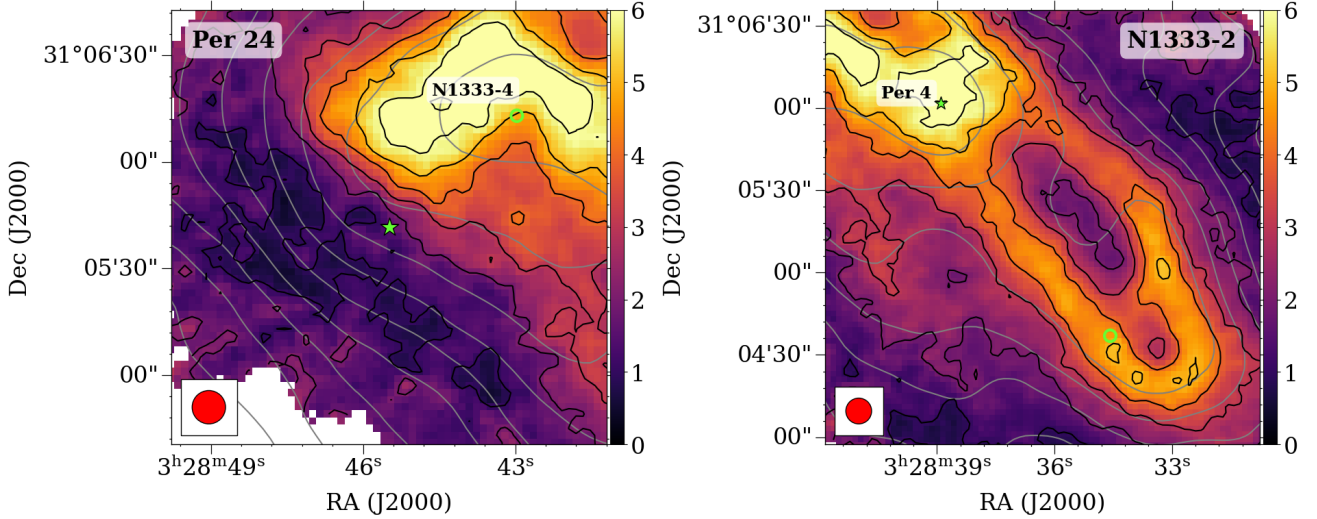 Per 24
N1333-4
31°06'30"
00"
05'30"
00"
Dec (J2000)
3ʰ28ᵐ49ˢ
46ˢ
43ˢ
RA (J2000)
6
5
4
3
2
1
0
N1333-2
Per 4
31°06'30"
00"
05'30"
00"
04'30"
00"
Dec (J2000)
3ʰ28ᵐ39ˢ
36ˢ
33ˢ
RA (J2000)
6
5
4
3
2
1
0